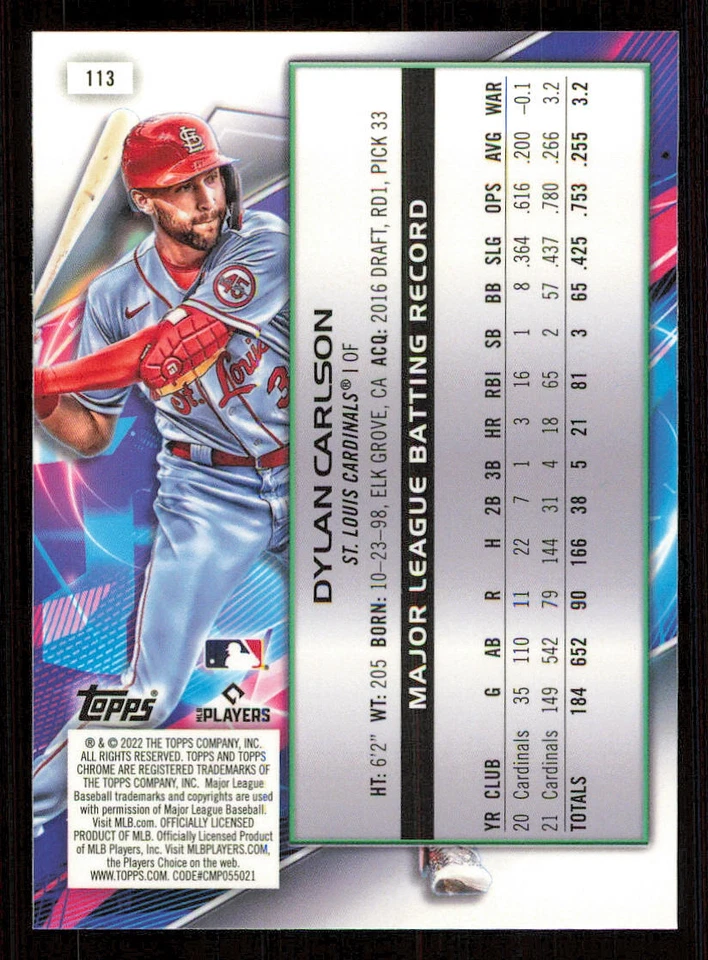 113
StL
45
St. Louis
3
DYLAN CARLSON
ST. LOUIS CARDINALS® | OF
HT: 6'2" WT: 205 BORN: 10-23-98, ELK GROVE, CA ACQ: 2016 DRAFT, RD1, PICK 33
MAJOR LEAGUE BATTING RECORD
YR CLUB G AB R H 2B 3B HR RBI SB BB SLG OPS AVG WAR
20 Cardinals 35 110 11 22 7 1 3 16 1 8 .364 .616 .200 –0.1
21 Cardinals 149 542 79 144 31 4 18 65 2 57 .437 .780 .266 3.2
TOTALS 184 652 90 166 38 5 21 81 3 65 .425 .753 .255 3.2
topps®
MLB PLAYERS
® & © 2022 THE TOPPS COMPANY, INC.
ALL RIGHTS RESERVED. TOPPS AND TOPPS
CHROME ARE REGISTERED TRADEMARKS OF
THE TOPPS COMPANY, INC. Major League
Baseball trademarks and copyrights are used
with permission of Major League Baseball.
Visit MLB.com. OFFICIALLY LICENSED
PRODUCT OF MLB. Officially Licensed Product
of MLB Players, Inc. Visit MLBPLAYERS.COM,
the Players Choice on the web.
WWW.TOPPS.COM. CODE#CMP055021